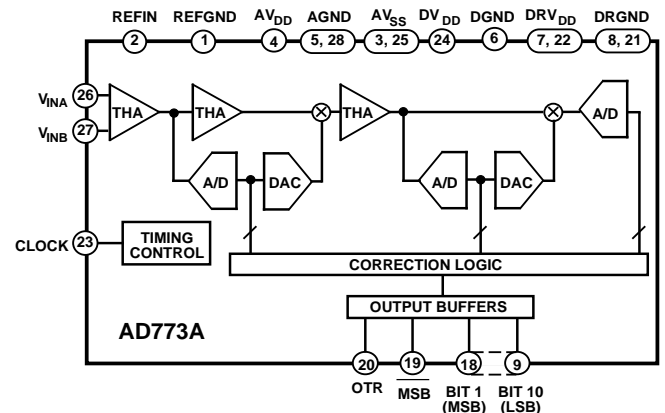 REFIN REFGND AVDD AGND AVSS DVDD DGND DRVDD DRGND
2 1 4 5, 28 3, 25 24 6 7, 22 8, 21
26 VINA
27 VINB
THA THA THA A/D
A/D DAC A/D DAC
CLOCK 23 TIMING CONTROL
CORRECTION LOGIC
OUTPUT BUFFERS
AD773A
20 19 18 9
OTR M̅S̅B̅ BIT 1 BIT 10
(MSB) (LSB)